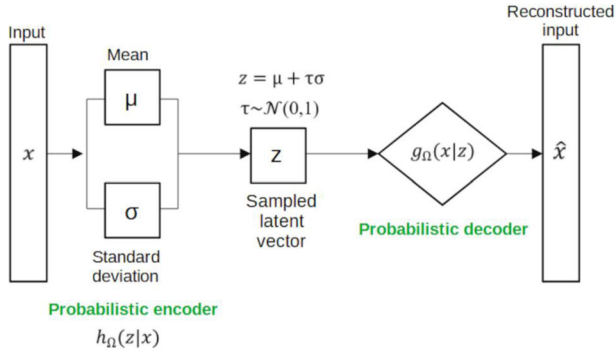 Input
x
Mean
μ
σ
Standard
deviation
Probabilistic encoder
h_Ω(z|x)
z = μ + τσ
τ~𝒩(0,1)
z
Sampled
latent
vector
g_Ω(x|z)
Probabilistic decoder
Reconstructed
input
x̂